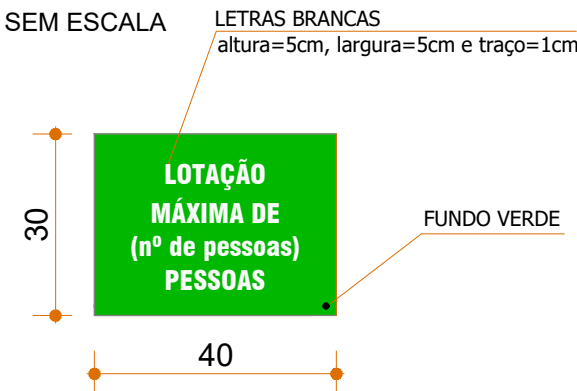 SEM ESCALA
LETRAS BRANCAS
altura=5cm, largura=5cm e traço=1cm
LOTAÇÃO
MÁXIMA DE
(nº de pessoas)
PESSOAS
30
FUNDO VERDE
40